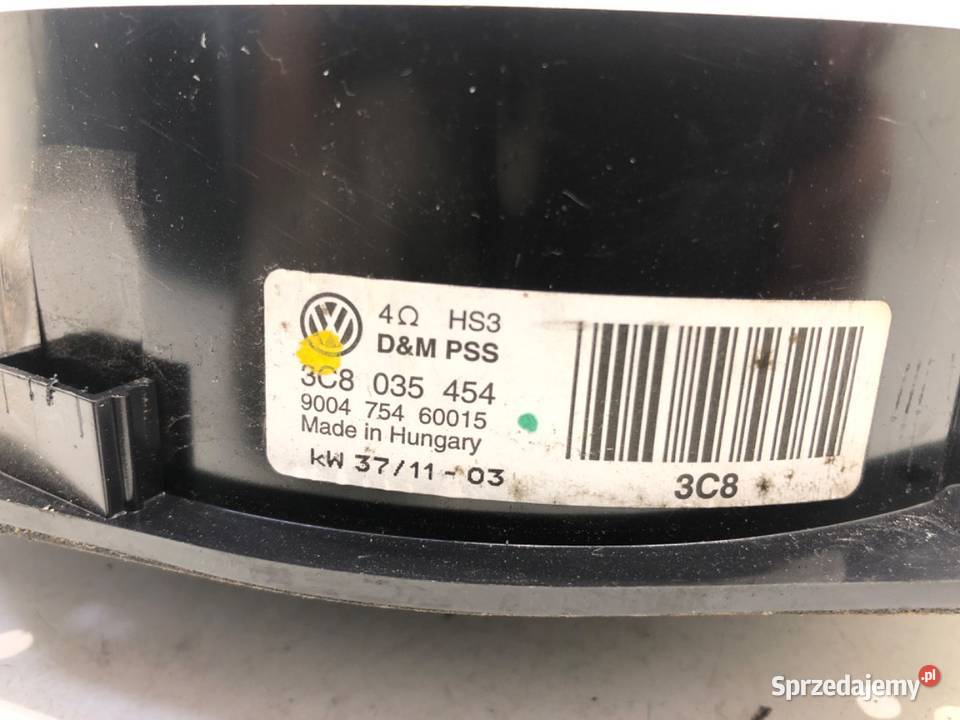 4Ω HS3
D&M PSS
3C8 035 454
9004 754 60015
Made in Hungary
KW 37/11 - 03
3C8
Sprzedajemy.pl